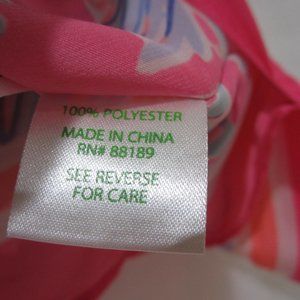 100% POLYESTER
MADE IN CHINA
RN# 88189
SEE REVERSE
FOR CARE